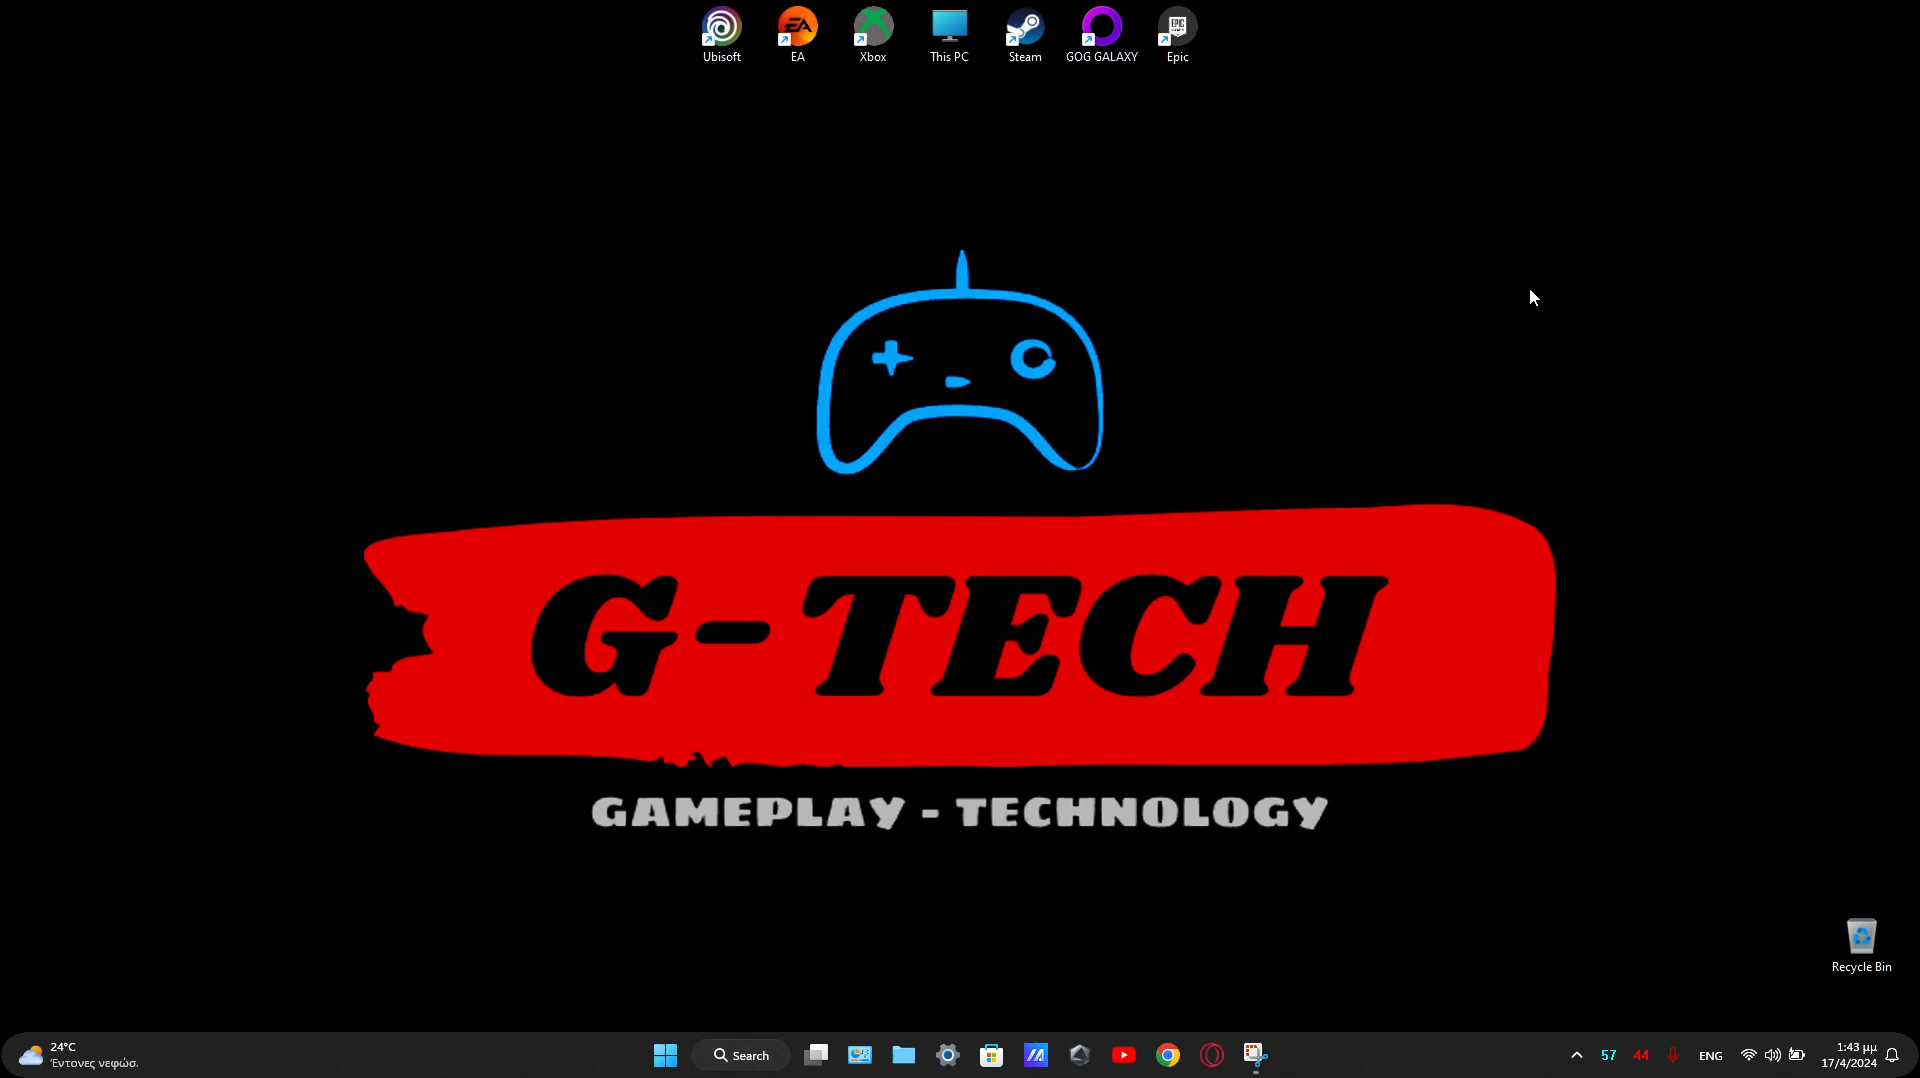 Ubisoft
EA
Xbox
This PC
Steam
GOG GALAXY
EPIC
Epic
G-TECH
GAMEPLAY - TECHNOLOGY
Recycle Bin
24°C
Έντονες νεφώσ.
Search
57
44
ENG
1:43 μμ
17/4/2024